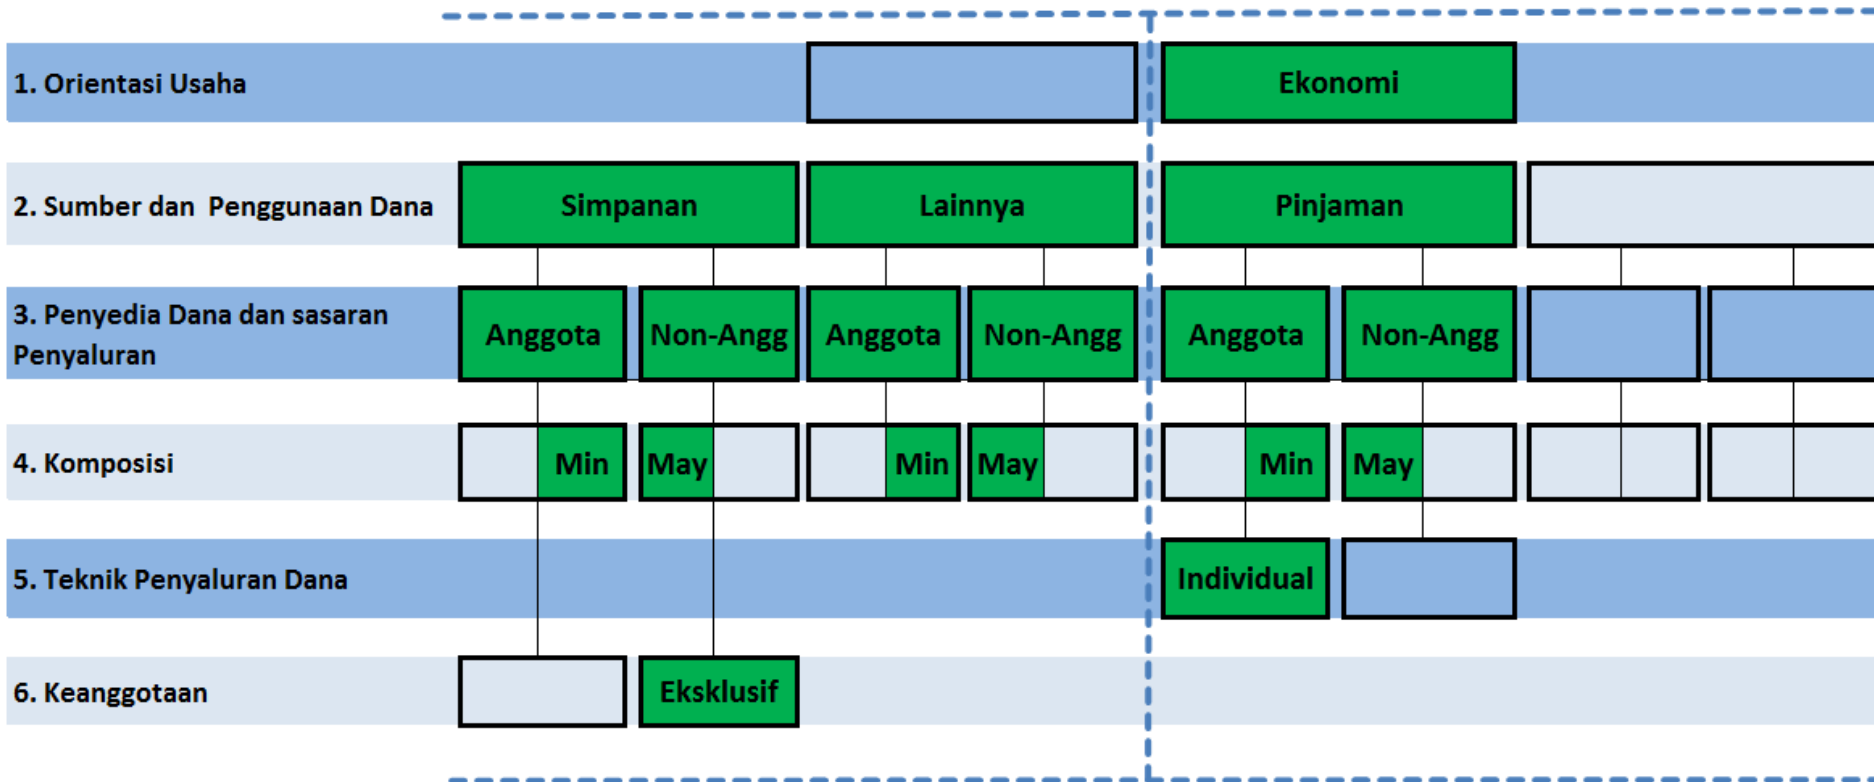 1. Orientasi Usaha
Ekonomi
2. Sumber dan Penggunaan Dana
Simpanan
Lainnya
Pinjaman
3. Penyedia Dana dan sasaran
Penyaluran
Anggota
Non-Angg
Anggota
Non-Angg
Anggota
Non-Angg
4. Komposisi
Min
May
Min
May
Min
May
5. Teknik Penyaluran Dana
Individual
6. Keanggotaan
Eksklusif